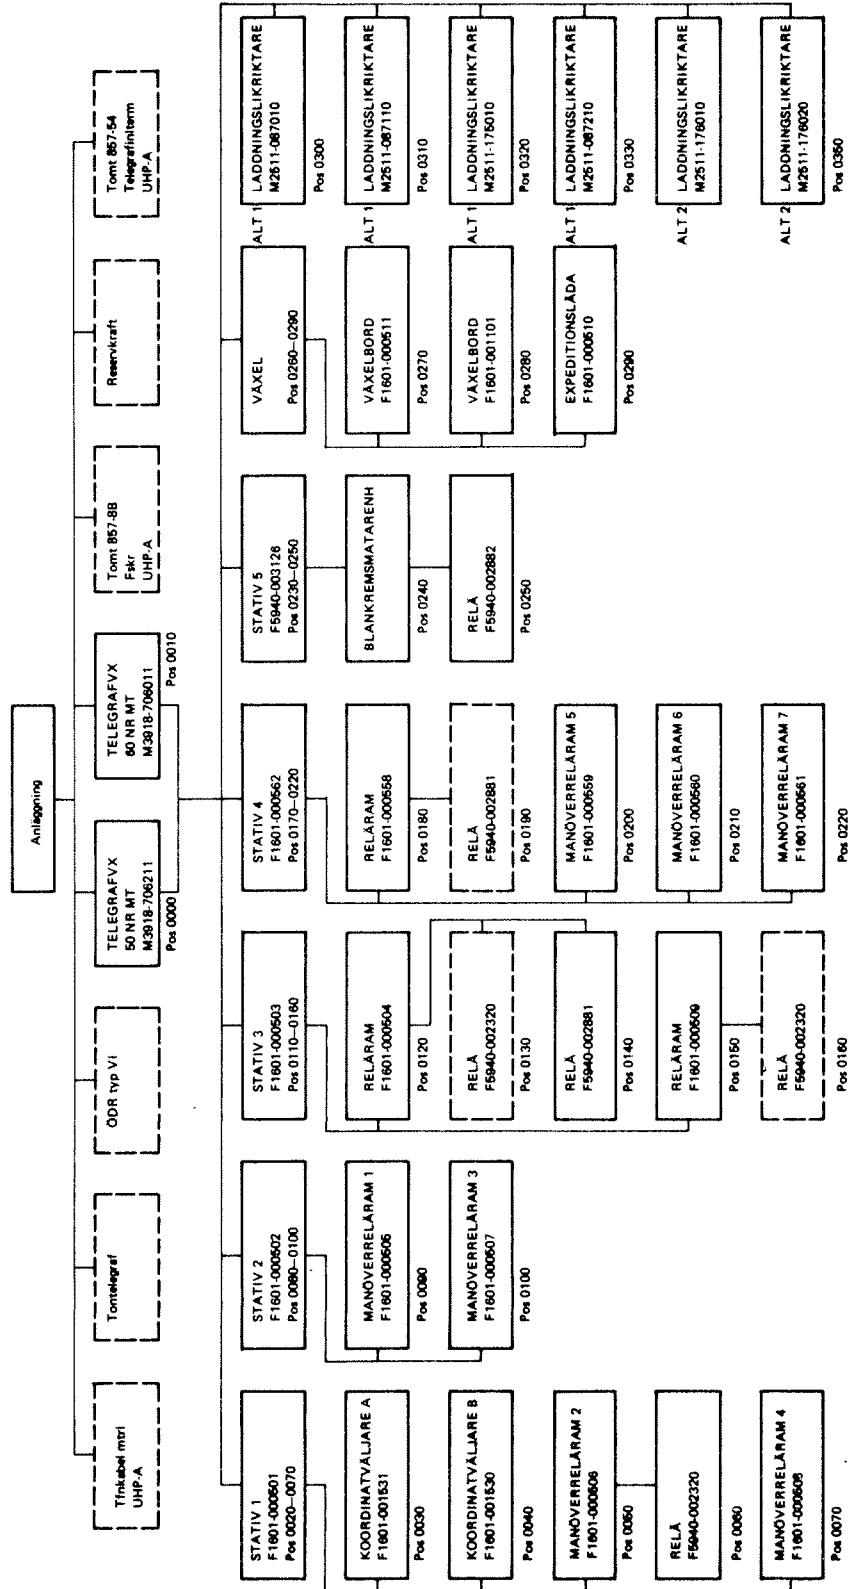 Anläggning
Tfnkabel mtrl
UHP-A
Tontelegraf
ÖDR typ VI
TELEGRAFVX
50 NR MT
M3918-706211
Pos 0000
TELEGRAFVX
60 NR MT
M3918-706011
Pos 0010
Tomt 857-8B
Fskr
UHP-A
Reservkraft
Tomt 857-54
Telegrafiterm
UHP-A
STATIV 1
F1601-000501
Pos 0020–0070
KOORDINATVÄLJARE A
F1601-001531
Pos 0030
KOORDINATVÄLJARE B
F1601-001530
Pos 0040
MANÖVERRELÄRAM 2
F1601-000506
Pos 0050
RELÄ
F5940-002320
Pos 0060
MANÖVERRELÄRAM 4
F1601-000508
Pos 0070
STATIV 2
F1601-000502
Pos 0080–0100
MANÖVERRELÄRAM 1
F1601-000505
Pos 0090
MANÖVERRELÄRAM 3
F1601-000507
Pos 0100
STATIV 3
F1601-000503
Pos 0110–0160
RELÄRAM
F1601-000504
Pos 0120
RELÄ
F5940-002320
Pos 0130
RELÄ
F5940-002881
Pos 0140
RELÄRAM
F1601-000509
Pos 0150
RELÄ
F5940-002320
Pos 0160
STATIV 4
F1601-000562
Pos 0170–0220
RELÄRAM
F1601-000558
Pos 0180
RELÄ
F5940-002881
Pos 0190
MANÖVERRELÄRAM 5
F1601-000559
Pos 0200
MANÖVERRELÄRAM 6
F1601-000560
Pos 0210
MANÖVERRELÄRAM 7
F1601-000561
Pos 0220
STATIV 5
F5940-003126
Pos 0230–0250
BLANKREMSMATARENH
Pos 0240
RELÄ
F5940-002882
Pos 0250
VÄXEL
Pos 0260–0290
VÄXELBORD
F1601-000511
Pos 0270
VÄXELBORD
F1601-001101
Pos 0280
EXPEDITIONSLÅDA
F1601-000510
Pos 0290
ALT 1 LADDNINGSLIKRIKTARE
M2511-087010
Pos 0300
ALT 1 LADDNINGSLIKRIKTARE
M2511-087110
Pos 0310
ALT 1 LADDNINGSLIKRIKTARE
M2511-175010
Pos 0320
ALT 1 LADDNINGSLIKRIKTARE
M2511-087210
Pos 0330
ALT 2 LADDNINGSLIKRIKTARE
M2511-176010
ALT 2 LADDNINGSLIKRIKTARE
M2511-176020
Pos 0350